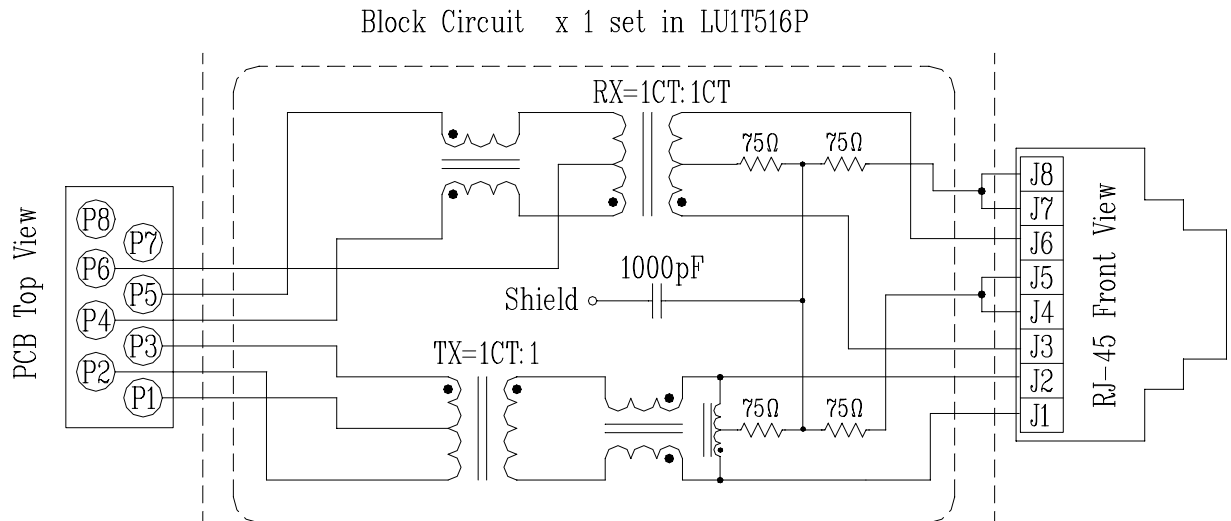 Block Circuit x 1 set in LU1T516P
RX=1CT:1CT
75Ω 75Ω
J8
J7
J6
J5
J4
J3
J2
J1
RJ-45 Front View
PCB Top View
P8
P7
P6
P5
P4
P3
P2
P1
1000pF
Shield
TX=1CT:1
75Ω 75Ω